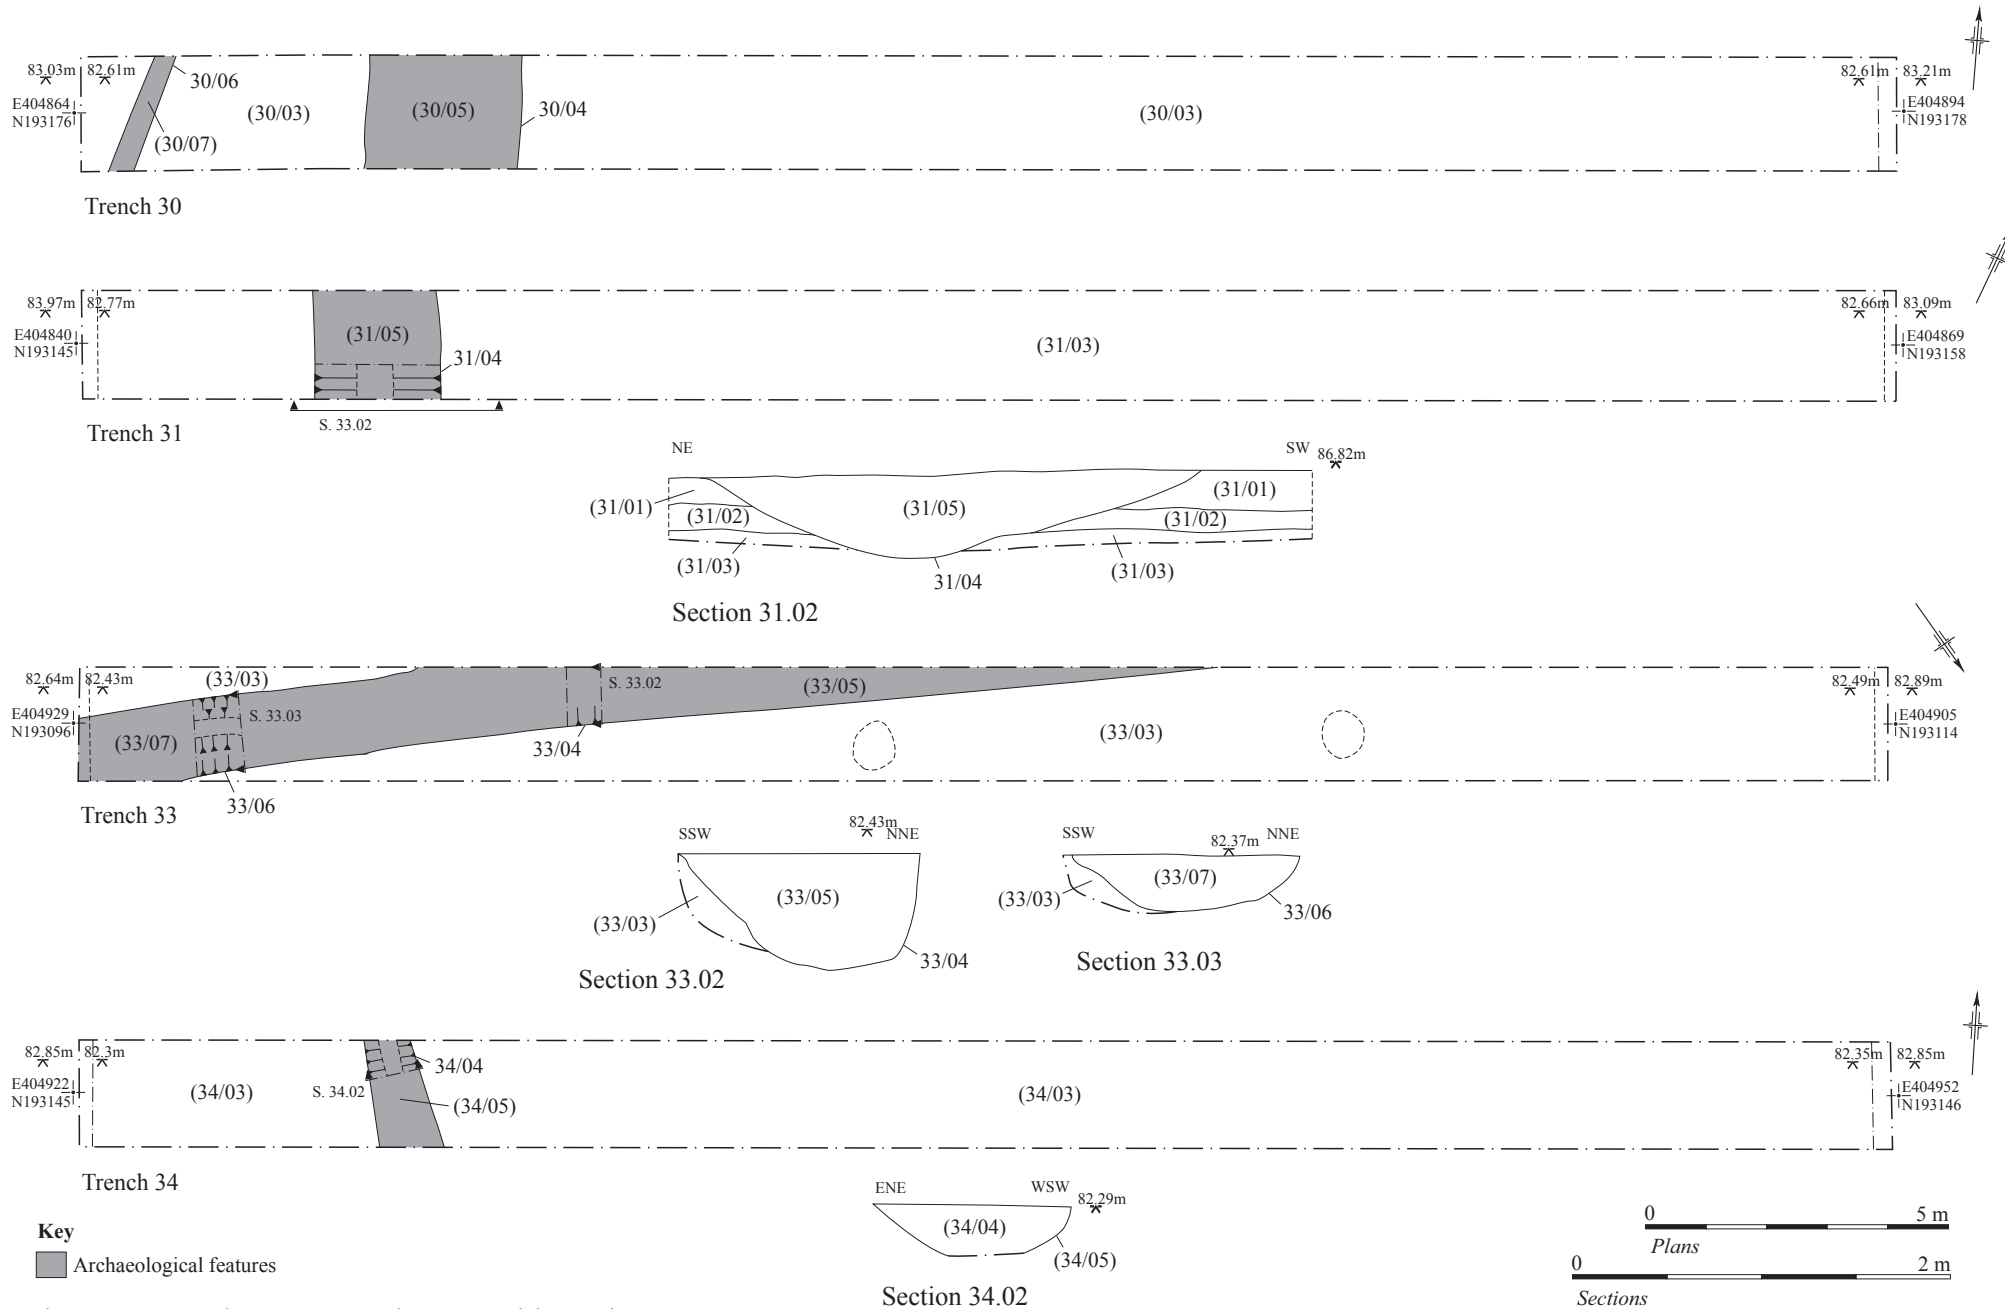 83.03m
82.61m
E404864
N193176
30/06
(30/07)
(30/03)
(30/05)
30/04
(30/03)
82.61m
83.21m
E404894
N193178
Trench 30
83.97m
82.77m
E404840
N193145
(31/05)
31/04
(31/03)
82.66m
83.09m
E404869
N193158
S. 33.02
Trench 31
NE
SW
86.82m
(31/01)
(31/02)
(31/03)
(31/05)
31/04
(31/01)
(31/02)
(31/03)
Section 31.02
82.64m
82.43m
E404929
N193096
(33/03)
(33/07)
S. 33.03
33/06
S. 33.02
33/04
(33/05)
(33/03)
82.49m
82.89m
E404905
N193114
Trench 33
SSW
82.43m
NNE
(33/03)
(33/05)
33/04
Section 33.02
SSW
82.37m
NNE
(33/03)
(33/07)
33/06
Section 33.03
82.85m
82.3m
E404922
N193145
(34/03)
S. 34.02
34/04
(34/05)
(34/03)
82.35m
82.85m
E404952
N193146
Trench 34
ENE
WSW
82.29m
(34/04)
(34/05)
Section 34.02
Key
Archaeological features
0 5 m
Plans
0 2 m
Sections